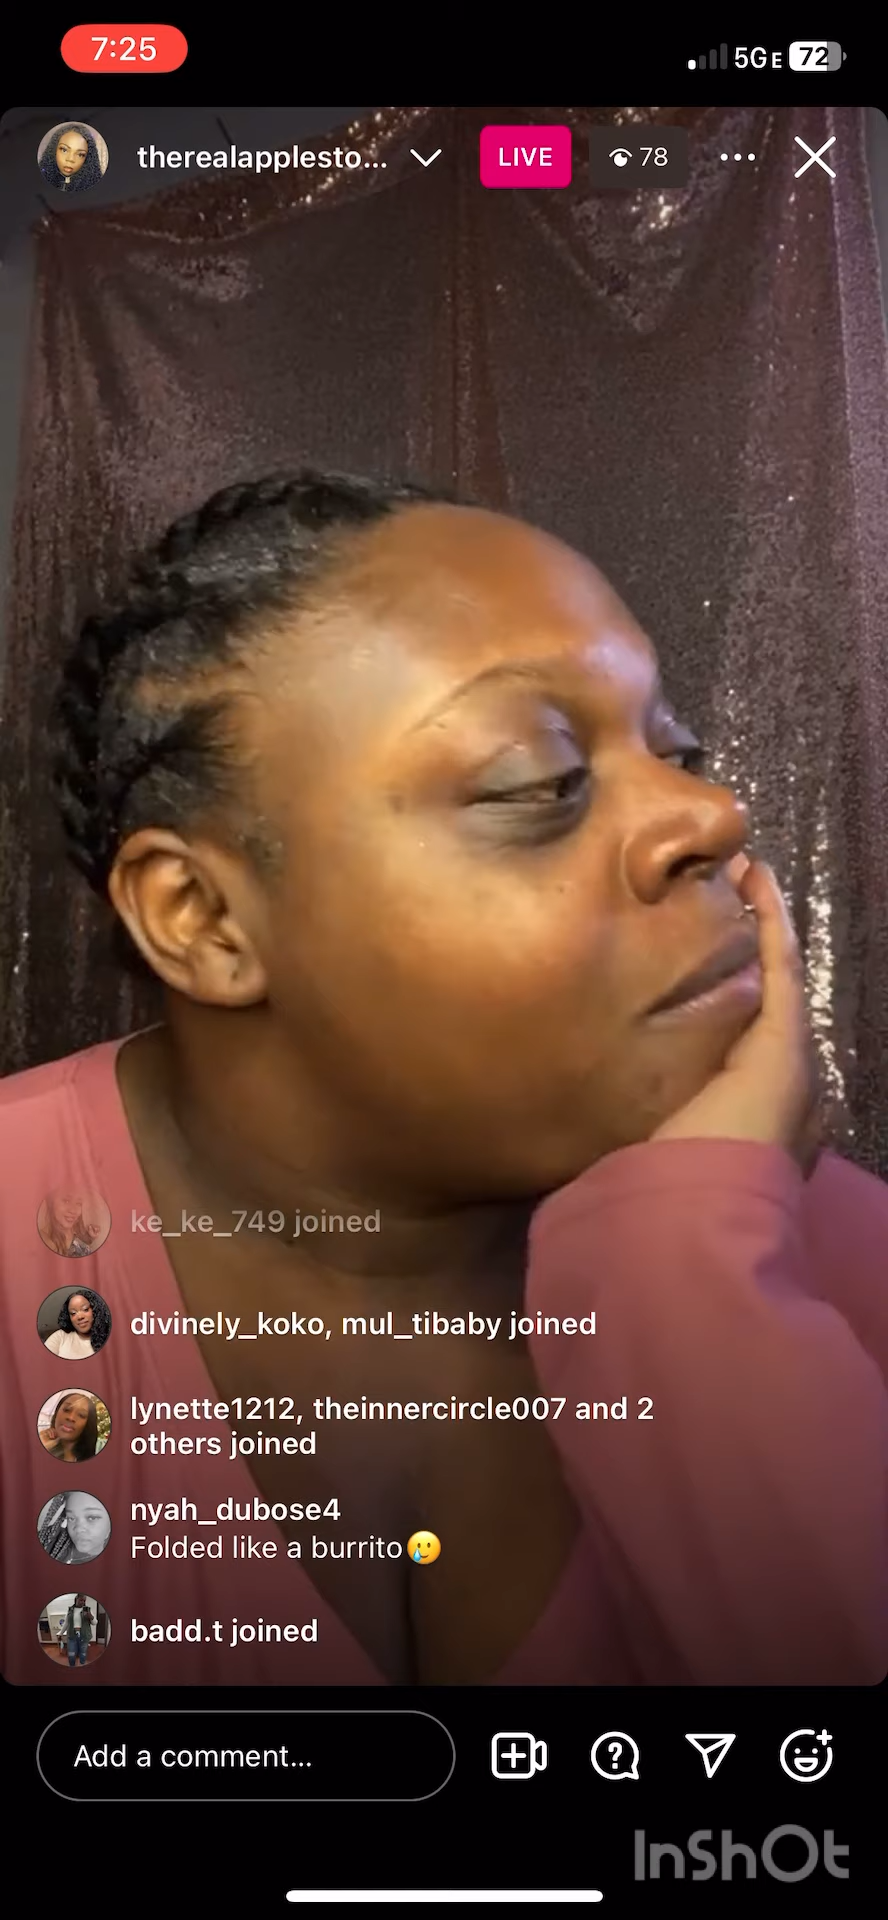 7:25
5GE 72
therealapplesto... LIVE 78
ke_ke_749 joined
divinely_koko, mul_tibaby joined
lynette1212, theinnercircle007 and 2
others joined
nyah_dubose4
Folded like a burrito🥲
badd.t joined
Add a comment...
InShOt